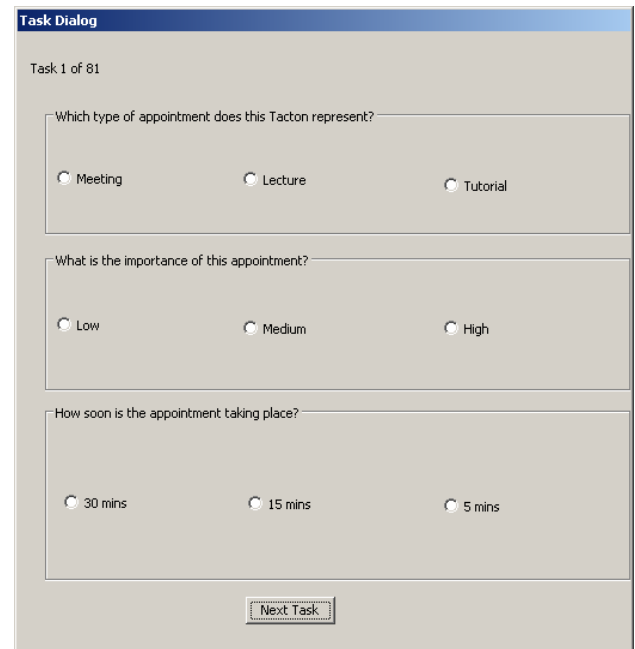 Task Dialog
Task 1 of 81
Which type of appointment does this Tacton represent?
Meeting Lecture Tutorial
What is the importance of this appointment?
Low Medium High
How soon is the appointment taking place?
30 mins 15 mins 5 mins
Next Task